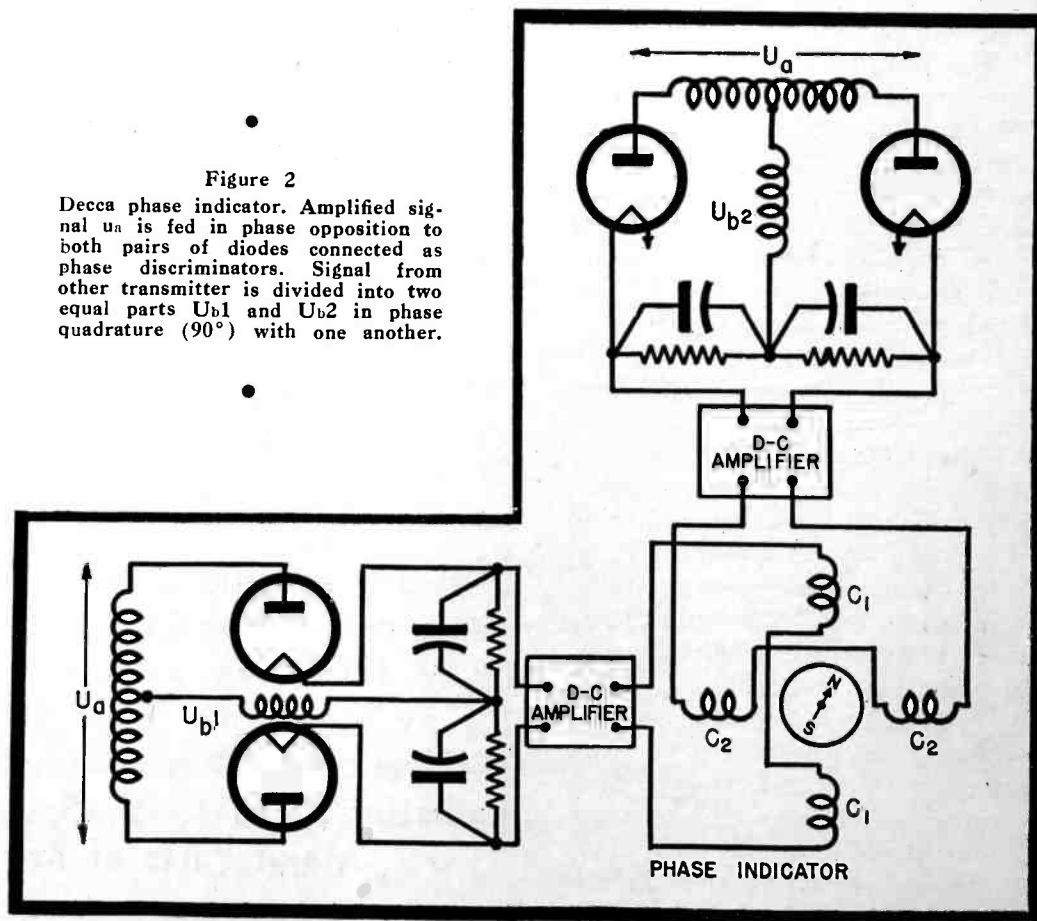 Figure 2
Decca phase indicator. Amplified sig-
nal ua is fed in phase opposition to
both pairs of diodes connected as
phase discriminators. Signal from
other transmitter is divided into two
equal parts Ub1 and Ub2 in phase
quadrature (90°) with one another.
Ua
Ub2
D-C
AMPLIFIER
Ua
Ub1
D-C
AMPLIFIER
C1
C2
N
S
C2
C1
PHASE INDICATOR